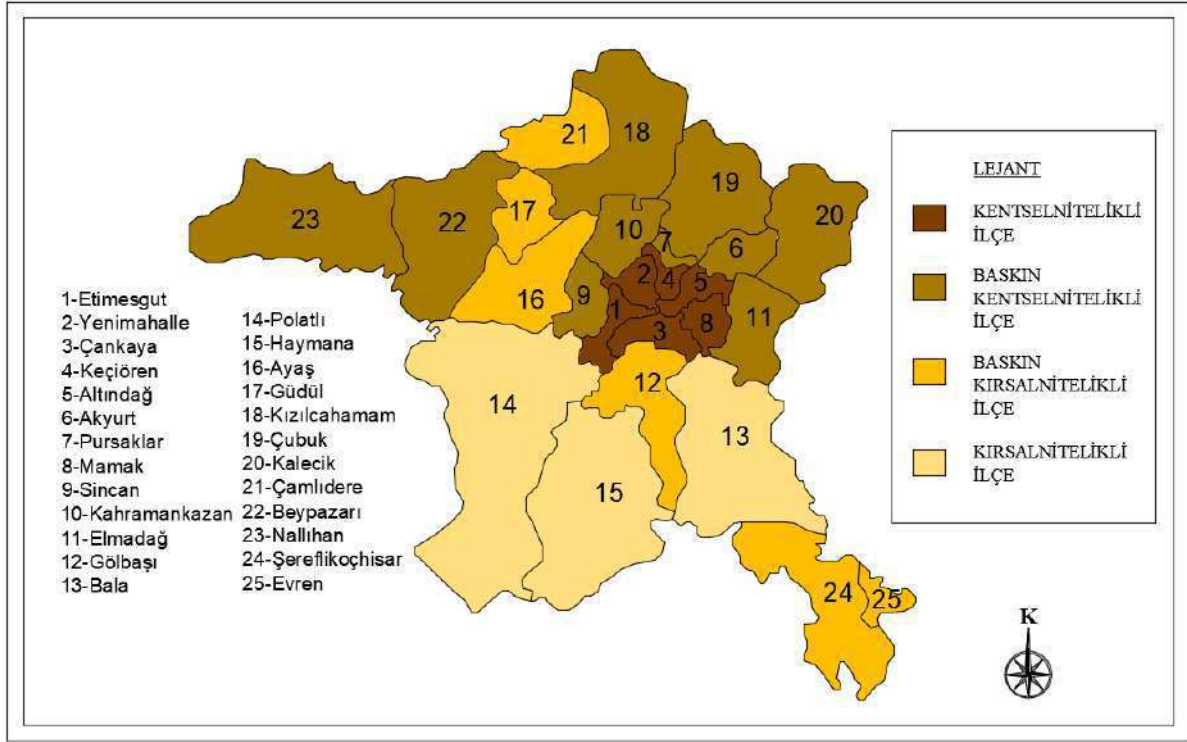 21
18
19
20
23
22
17
10
7
6
2
4
5
16
9
1
8
11
3
12
14
13
15
24
25
1-Etimesgut
2-Yenimahalle
3-Çankaya
4-Keçiören
5-Altındağ
6-Akyurt
7-Pursaklar
8-Mamak
9-Sincan
10-Kahramankazan
11-Elmadağ
12-Gölbaşı
13-Bala
14-Polatlı
15-Haymana
16-Ayaş
17-Güdül
18-Kızılcahamam
19-Çubuk
20-Kalecik
21-Çamlıdere
22-Beypazarı
23-Nallıhan
24-Şereflikoçhisar
25-Evren
LEJANT
KENTSELNİTELİKLİ
İLÇE
BASKIN
KENTSELNİTELİKLİ
İLÇE
BASKIN
KIRSALNİTELİKLİ
İLÇE
KIRSALNİTELİKLİ
İLÇE
K